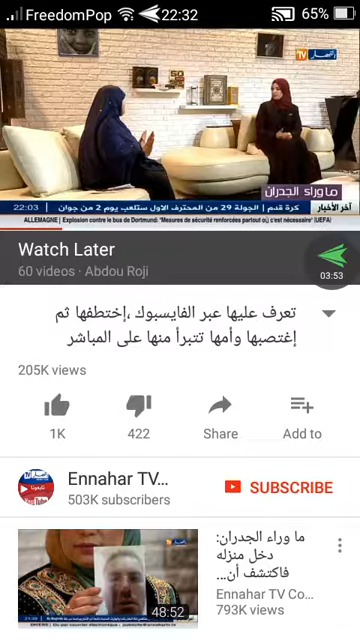 FreedomPop 22:32 65%
النهار TV
ما وراء الجدران
22:03 كرة قدم | الجولة 29 من المحترف الأول ستلعب يوم 2 من جوان آخر الأخبار
ALLEMAGNE | Explosion contre le bus de Dortmund: "Mesures de sécurité renforcées partout où c'est nécessaire" (UEFA)
Watch Later
60 videos · Abdou Roji
03:53
تعرف عليها عبر الفايسبوك ،إختطفها ثم
إغتصبها وأمها تتبرأ منها على المباشر
205K views
1K
422
Share
Add to
Ennahar TV...
503K subscribers
SUBSCRIBE
ما وراء الجدران:
دخل منزله
فاكتشف أن...
Ennahar TV Co...
793K views
48:52